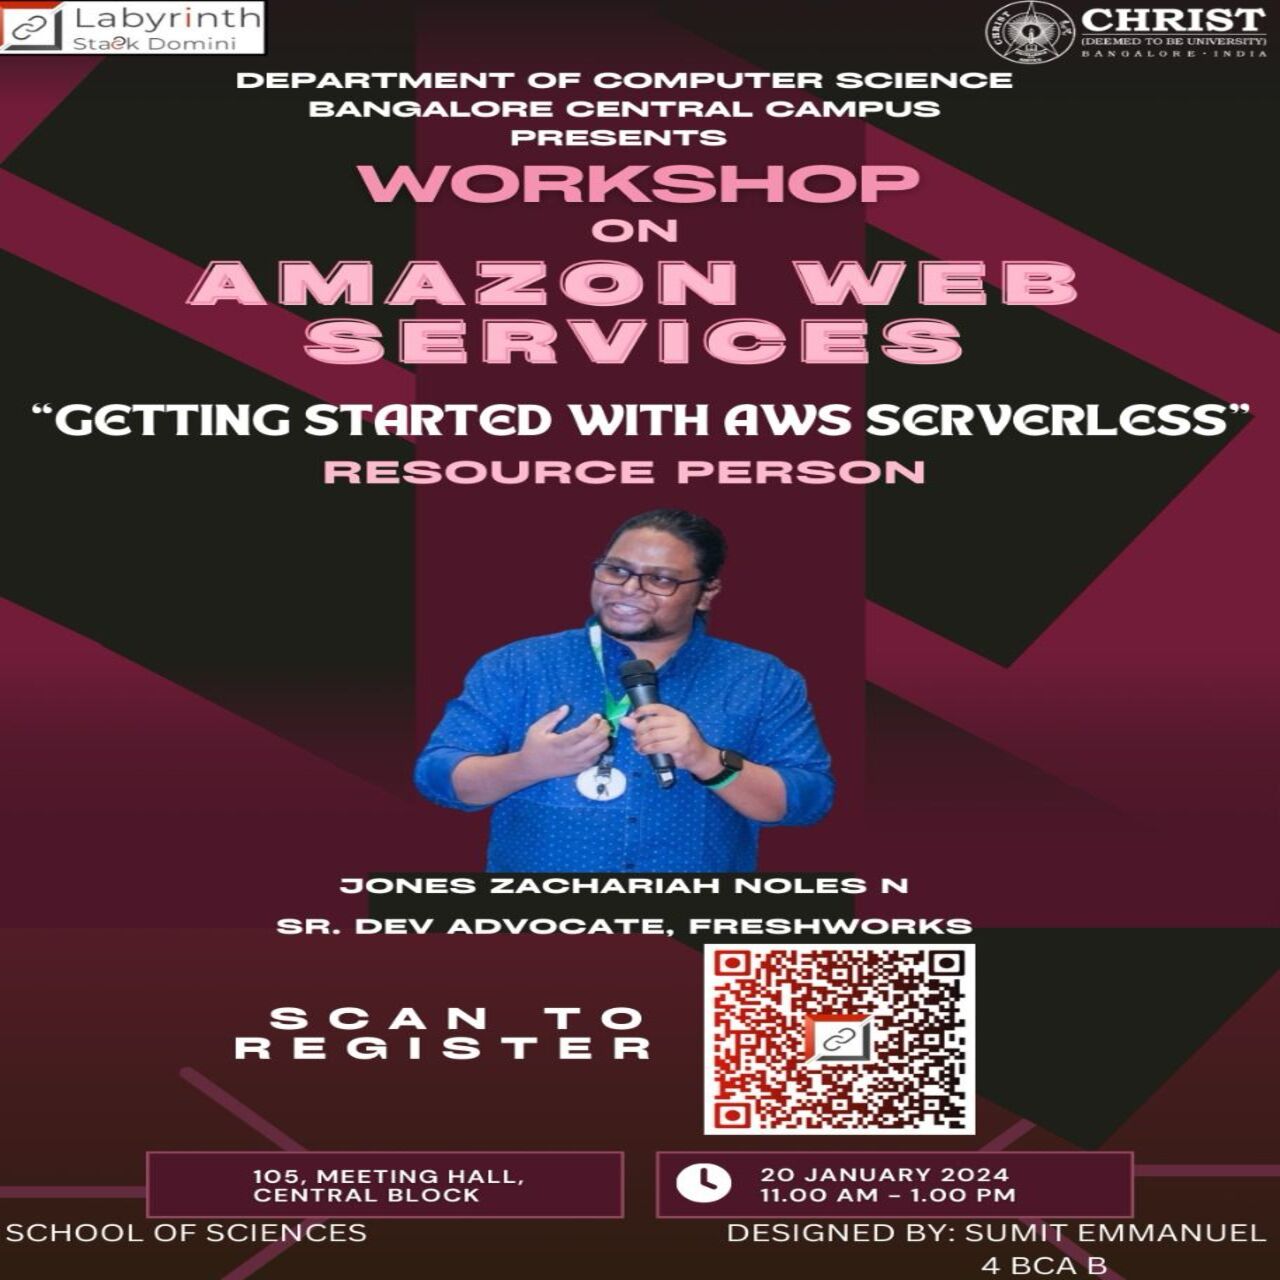 Labyrinth
Stack Domini
CHRIST
(DEEMED TO BE UNIVERSITY)
BANGALORE · INDIA
DEPARTMENT OF COMPUTER SCIENCE
BANGALORE CENTRAL CAMPUS
PRESENTS
WORKSHOP
ON
AMAZON WEB
SERVICES
“GETTING STARTED WITH AWS SERVERLESS”
RESOURCE PERSON
JONES ZACHARIAH NOLES N
SR. DEV ADVOCATE, FRESHWORKS
SCAN TO
REGISTER
105, MEETING HALL,
CENTRAL BLOCK
20 JANUARY 2024
11.00 AM – 1.00 PM
SCHOOL OF SCIENCES
DESIGNED BY: SUMIT EMMANUEL
4 BCA B